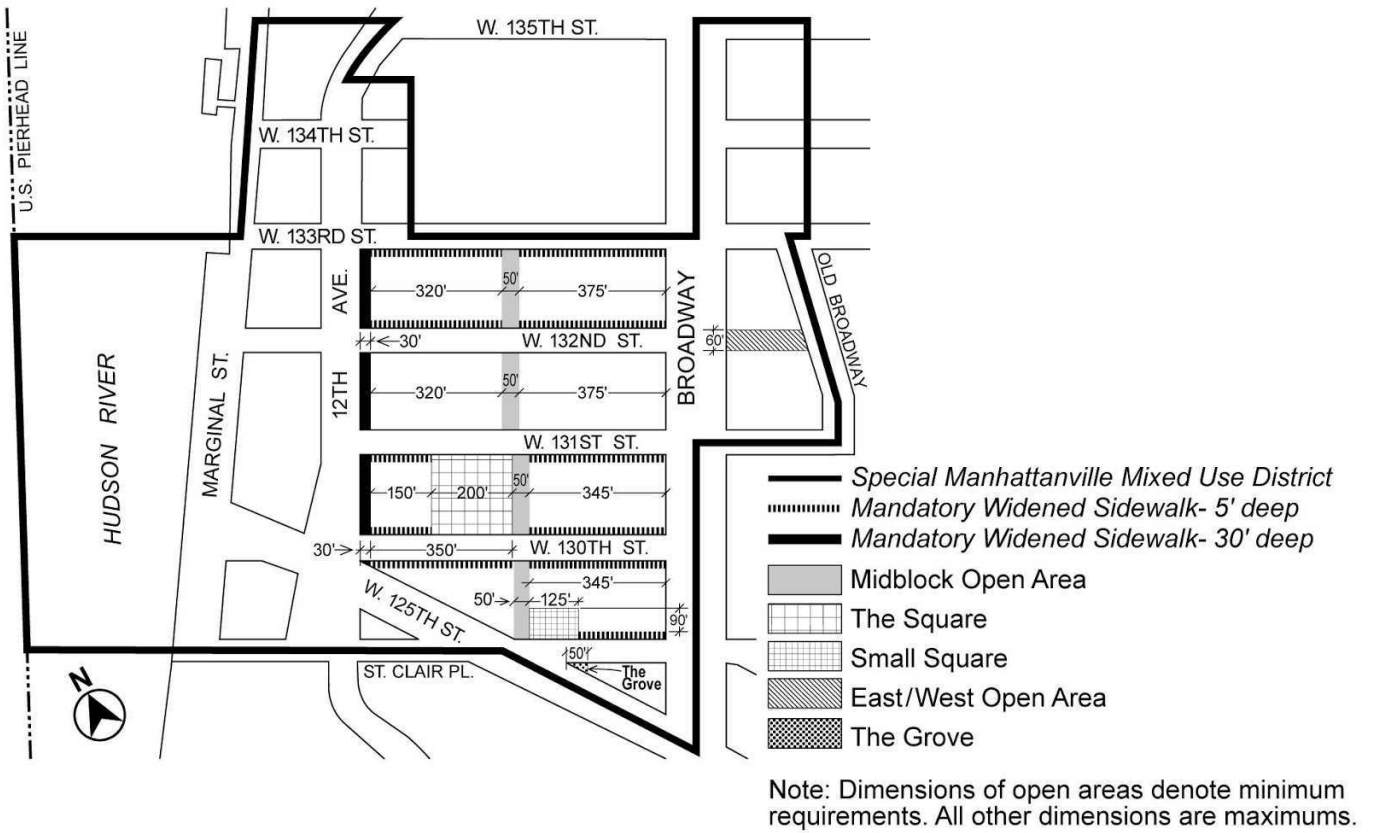 W. 135TH ST.
U.S. PIERHEAD LINE
W. 134TH ST.
W. 133RD ST.
OLD BROADWAY
AVE.
320'
50'
375'
BROADWAY
30'
W. 132ND ST.
60'
HUDSON RIVER
MARGINAL ST.
12TH
320'
50'
375'
W. 131ST ST.
150'
200'
50'
345'
30'
350'
W. 130TH ST.
345'
W. 125TH ST.
50'
125'
90'
50'
The
Grove
ST. CLAIR PL.
N
Special Manhattanville Mixed Use District
Mandatory Widened Sidewalk- 5' deep
Mandatory Widened Sidewalk- 30' deep
Midblock Open Area
The Square
Small Square
East/West Open Area
The Grove
Note: Dimensions of open areas denote minimum
requirements. All other dimensions are maximums.